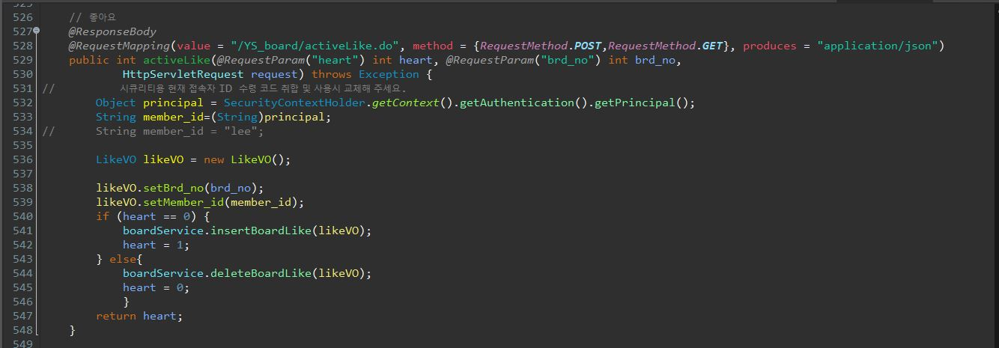 525
526 // 좋아요
527 @ResponseBody
528 @RequestMapping(value = "/YS_board/activeLike.do", method = {RequestMethod.POST,RequestMethod.GET}, produces = "application/json")
529 public int activeLike(@RequestParam("heart") int heart, @RequestParam("brd_no") int brd_no,
530 HttpServletRequest request) throws Exception {
531 // 시큐리티용 현재 접속자 ID 수령 코드 취합 및 사용시 교체해 주세요.
532 Object principal = SecurityContextHolder.getContext().getAuthentication().getPrincipal();
533 String member_id=(String)principal;
534 // String member_id = "lee";
535
536 LikeVO likeVO = new LikeVO();
537
538 likeVO.setBrd_no(brd_no);
539 likeVO.setMember_id(member_id);
540 if (heart == 0) {
541 boardService.insertBoardLike(likeVO);
542 heart = 1;
543 } else{
544 boardService.deleteBoardLike(likeVO);
545 heart = 0;
546 }
547 return heart;
548 }
549